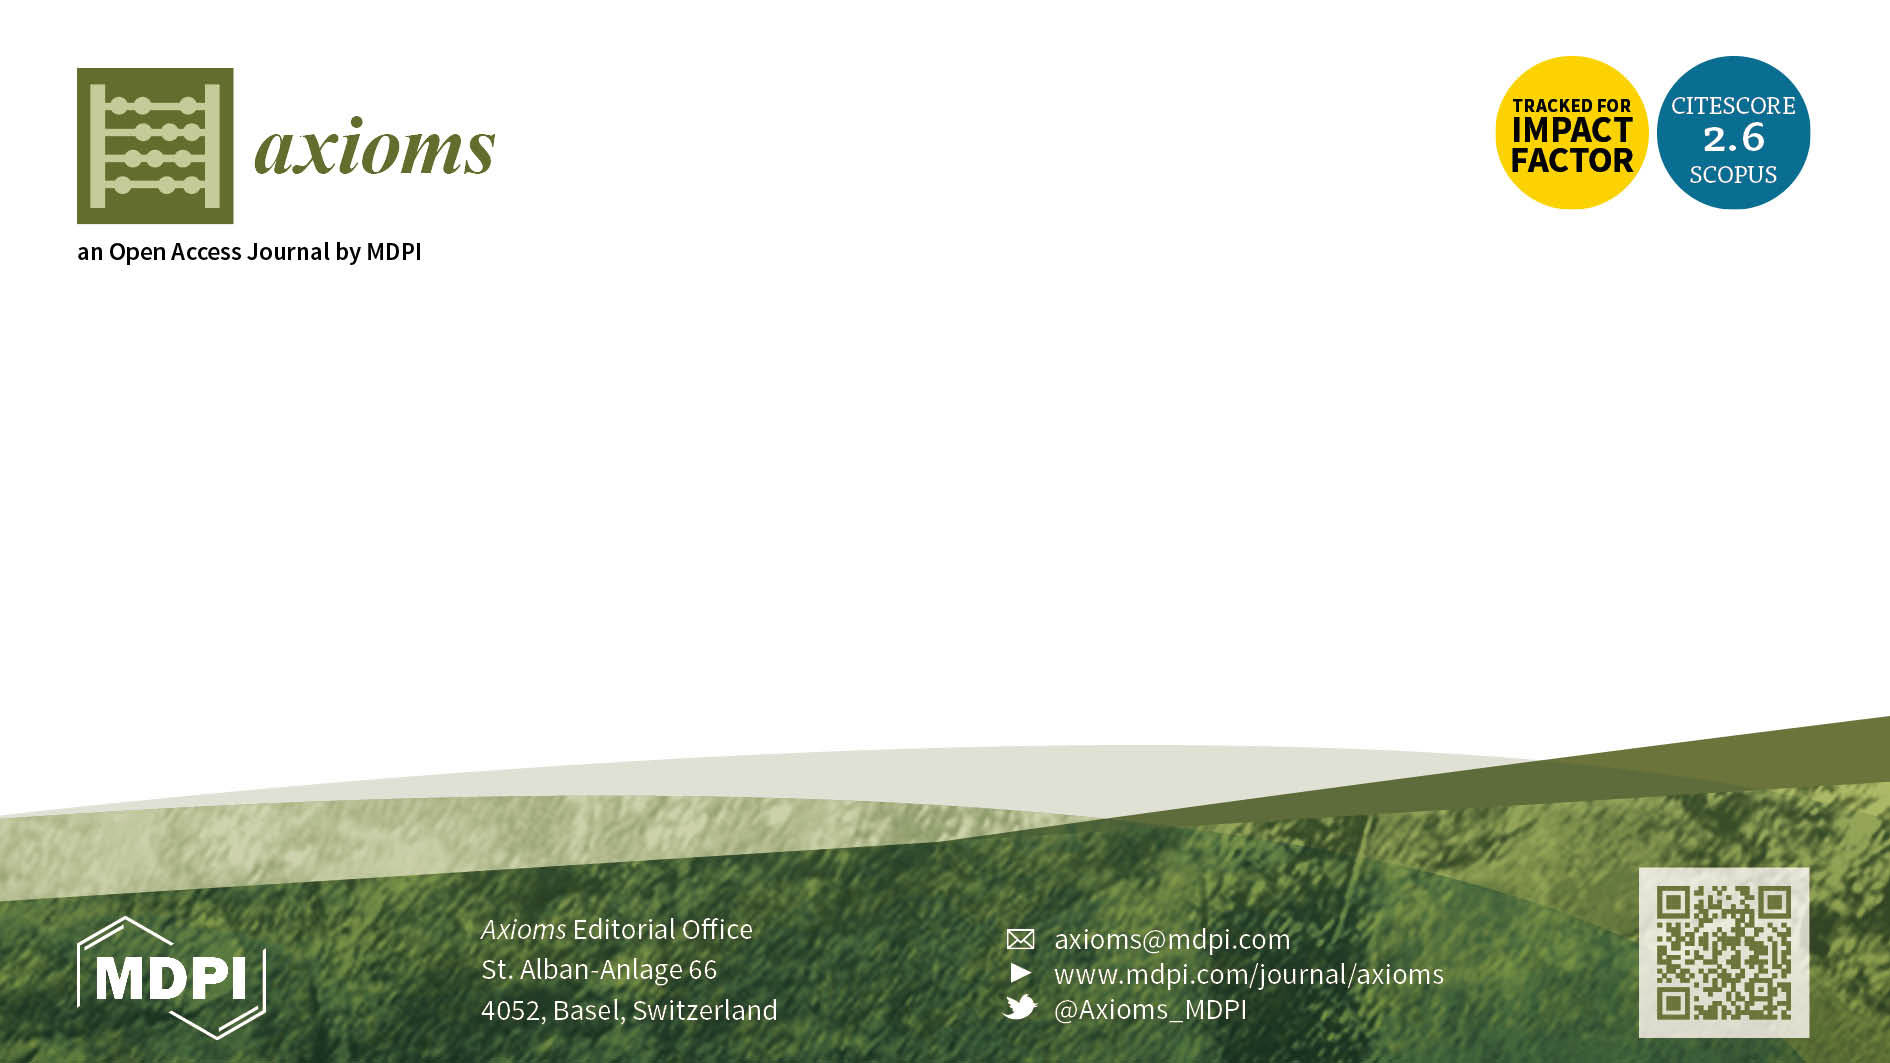 axioms
an Open Access Journal by MDPI
TRACKED FOR
IMPACT
FACTOR
CITESCORE
2.6
SCOPUS
MDPI
Axioms Editorial Office
St. Alban-Anlage 66
4052, Basel, Switzerland
axioms@mdpi.com
www.mdpi.com/journal/axioms
@Axioms_MDPI